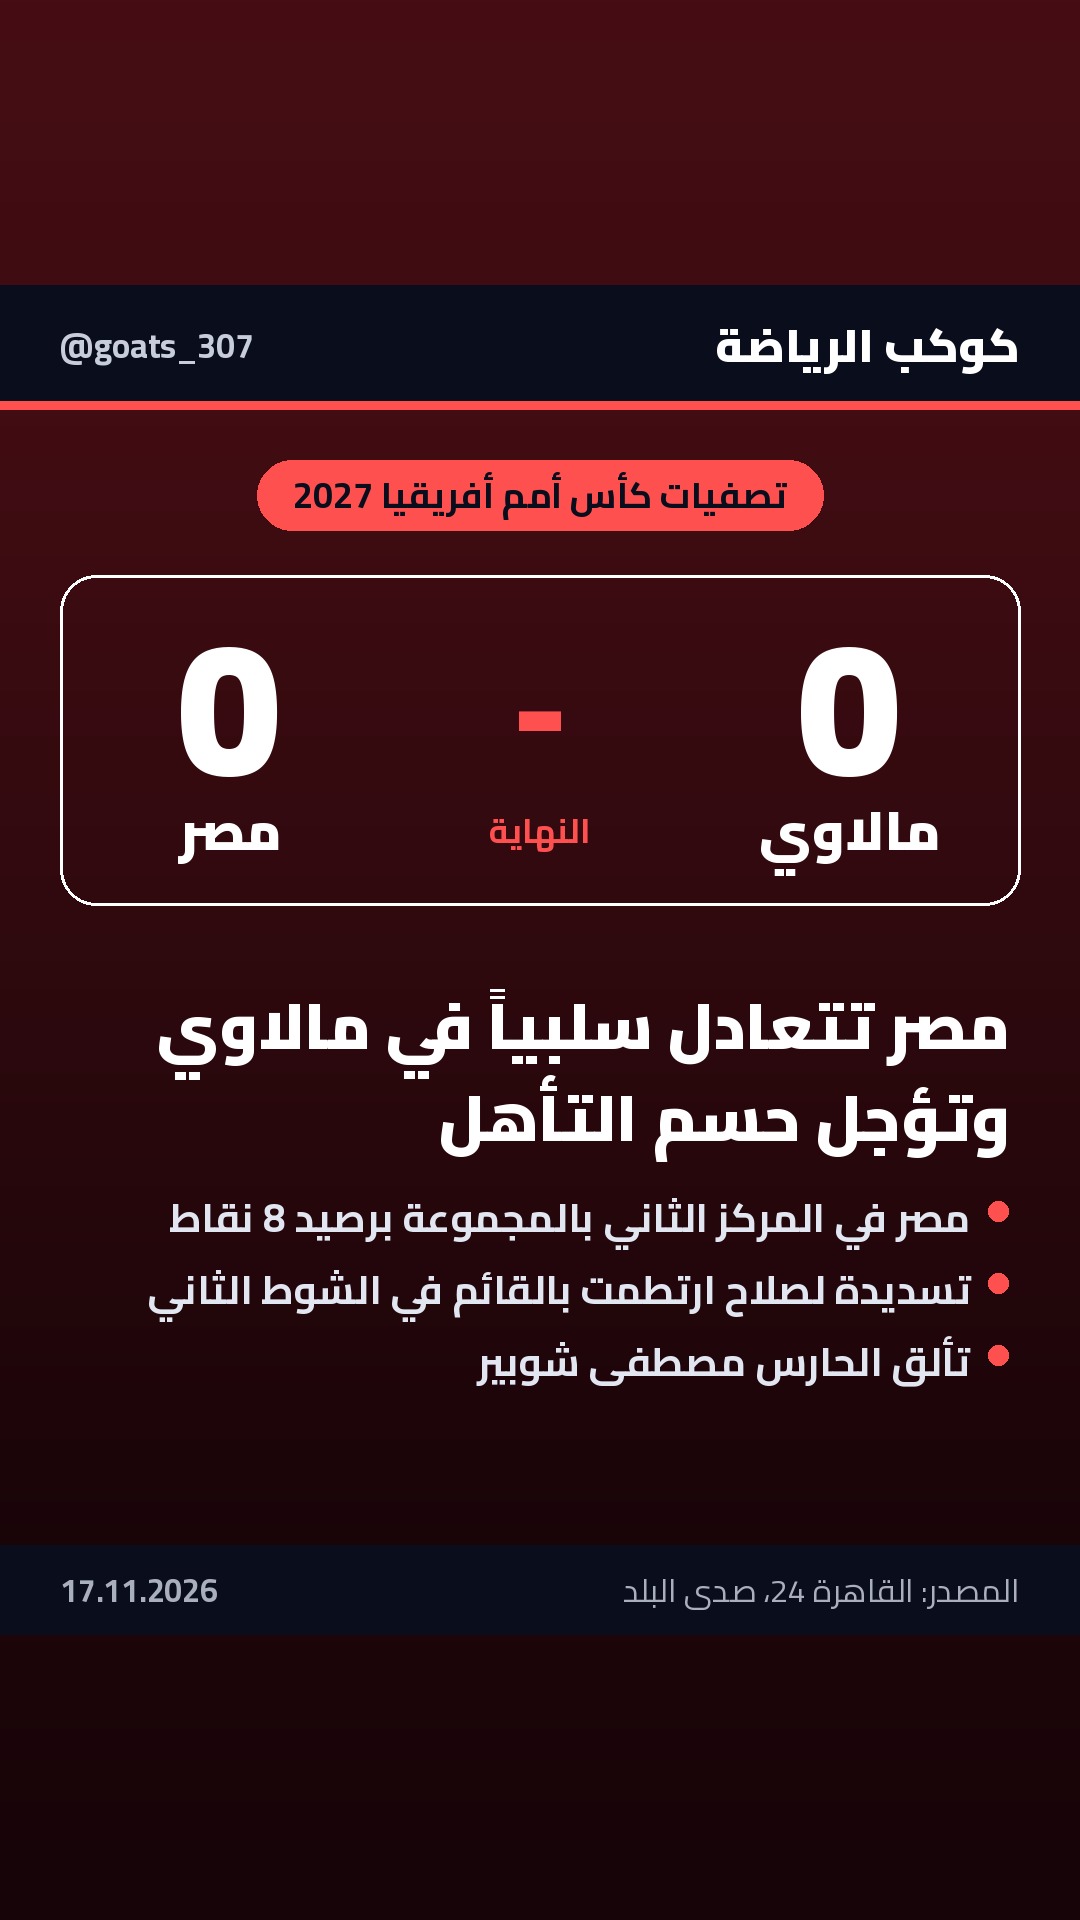 كوكب الرياضة
@goats_307
تصفيات كأس أمم أفريقيا 2027
0 - 0
مالاوي النهاية مصر
مصر تتعادل سلبياً في مالاوي
وتؤجل حسم التأهل
مصر في المركز الثاني بالمجموعة برصيد 8 نقاط
تسديدة لصلاح ارتطمت بالقائم في الشوط الثاني
تألق الحارس مصطفى شوبير
المصدر: القاهرة 24، صدى البلد
17.11.2026